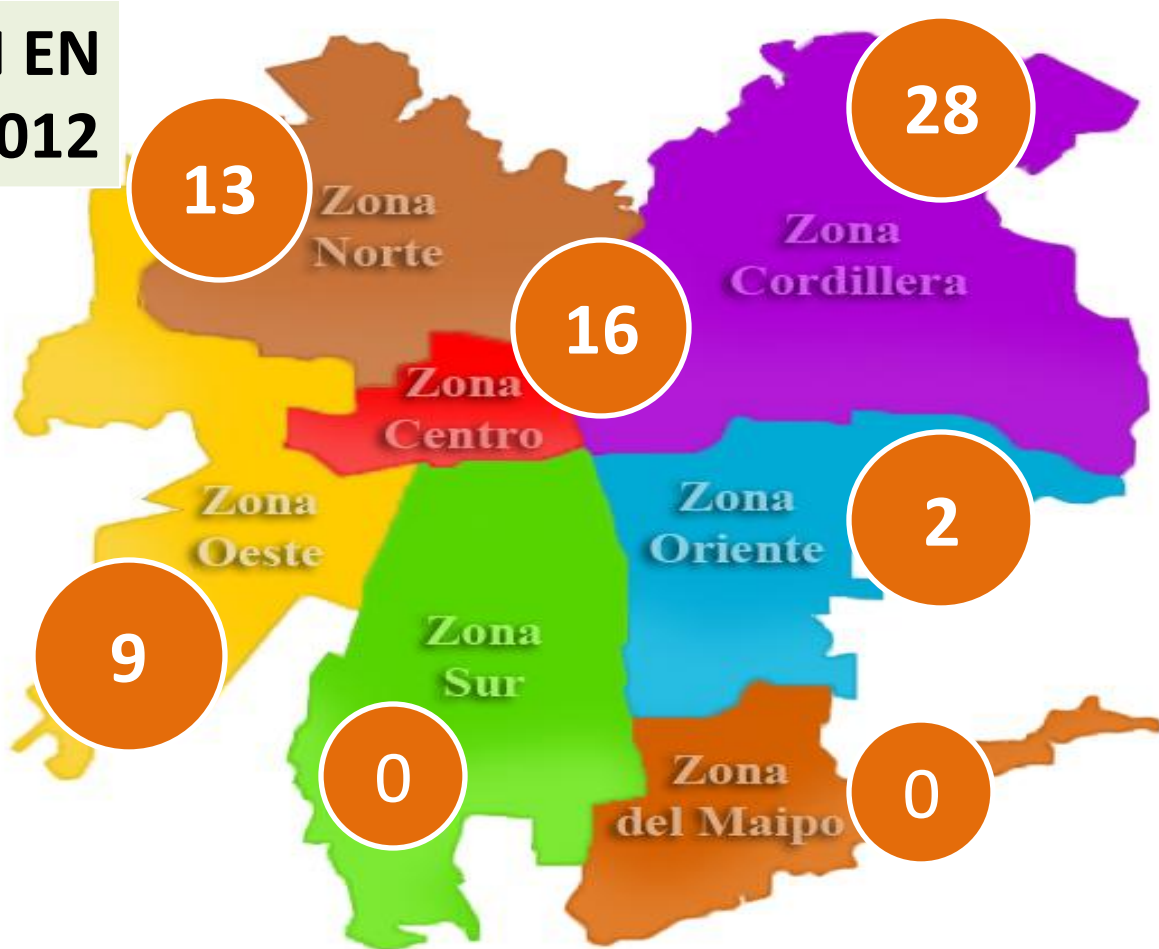 EN
012
28
13
Zona
Norte
Zona
Cordillera
16
Zona
Centro
Zona
Oeste
Zona
Oriente
2
9
Zona
Sur
0
Zona
del Maipo
0